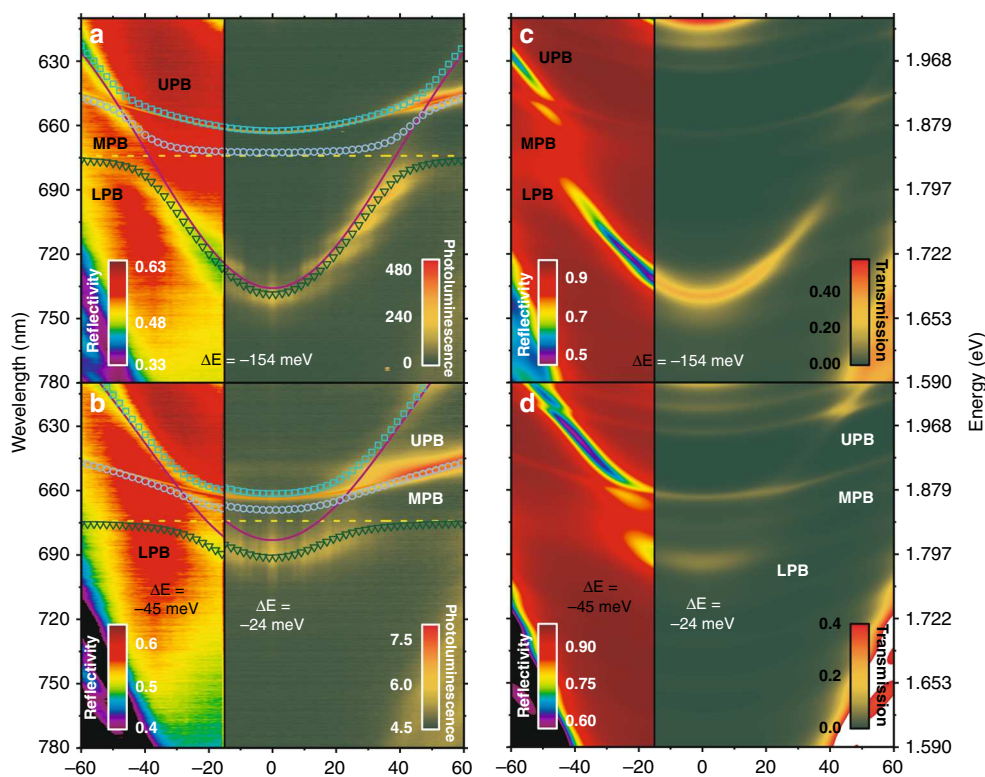 a
UPB
MPB
LPB
630
660
690
720
750
780
Reflectivity
0.63
0.48
0.33
ΔE = –154 meV
Photoluminescence
480
240
0
c
UPB
MPB
LPB
Reflectivity
0.9
0.7
0.5
ΔE = –154 meV
Transmission
0.40
0.20
0.00
1.968
1.879
1.797
1.722
1.653
1.590
Wevelength (nm)
Energy (eV)
b
UPB
MPB
LPB
630
660
690
720
750
780
ΔE =
–45 meV
ΔE =
–24 meV
Reflectivity
0.6
0.5
0.4
Photoluminescence
7.5
6.0
4.5
d
UPB
MPB
LPB
ΔE =
–45 meV
ΔE =
–24 meV
Reflectivity
0.90
0.75
0.60
Transmission
0.4
0.2
0.0
1.968
1.879
1.797
1.722
1.653
1.590
–60 –40 –20 0 20 40 60
–60 –40 –20 0 20 40 60